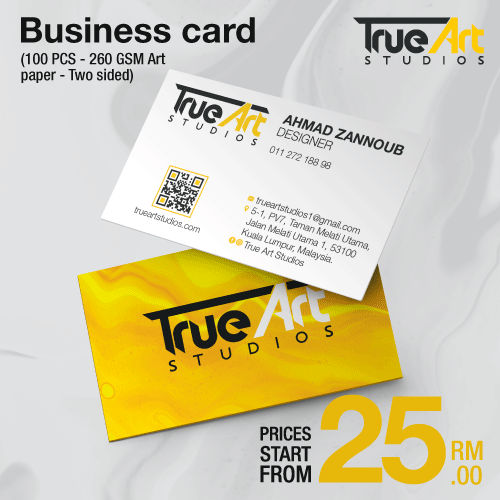 Business card
(100 PCS - 260 GSM Art
paper - Two sided)
True Art
STUDIOS
True Art
STUDIOS
AHMAD ZANNOUB
DESIGNER
011 272 188 98
trueartstudios.com
trueartstudios1@gmail.com
5-1, PV7, Taman Melati Utama,
Jalan Melati Utama 1, 53100
Kuala Lumpur, Malaysia.
True Art Studios
True Art
STUDIOS
PRICES
START
FROM
25
RM
.00